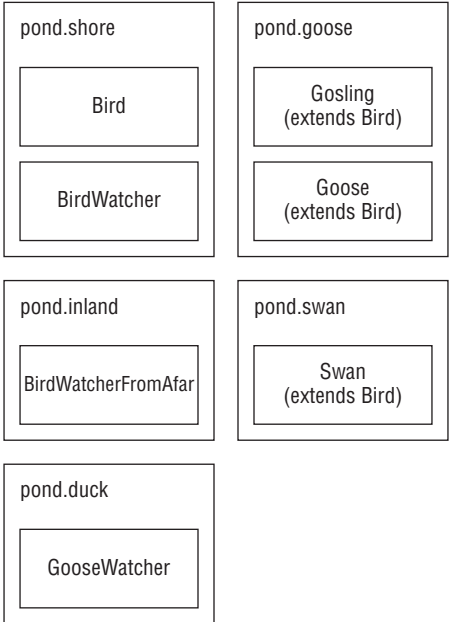 pond.shore
Bird
BirdWatcher
pond.goose
Gosling
(extends Bird)
Goose
(extends Bird)
pond.inland
BirdWatcherFromAfar
pond.swan
Swan
(extends Bird)
pond.duck
GooseWatcher